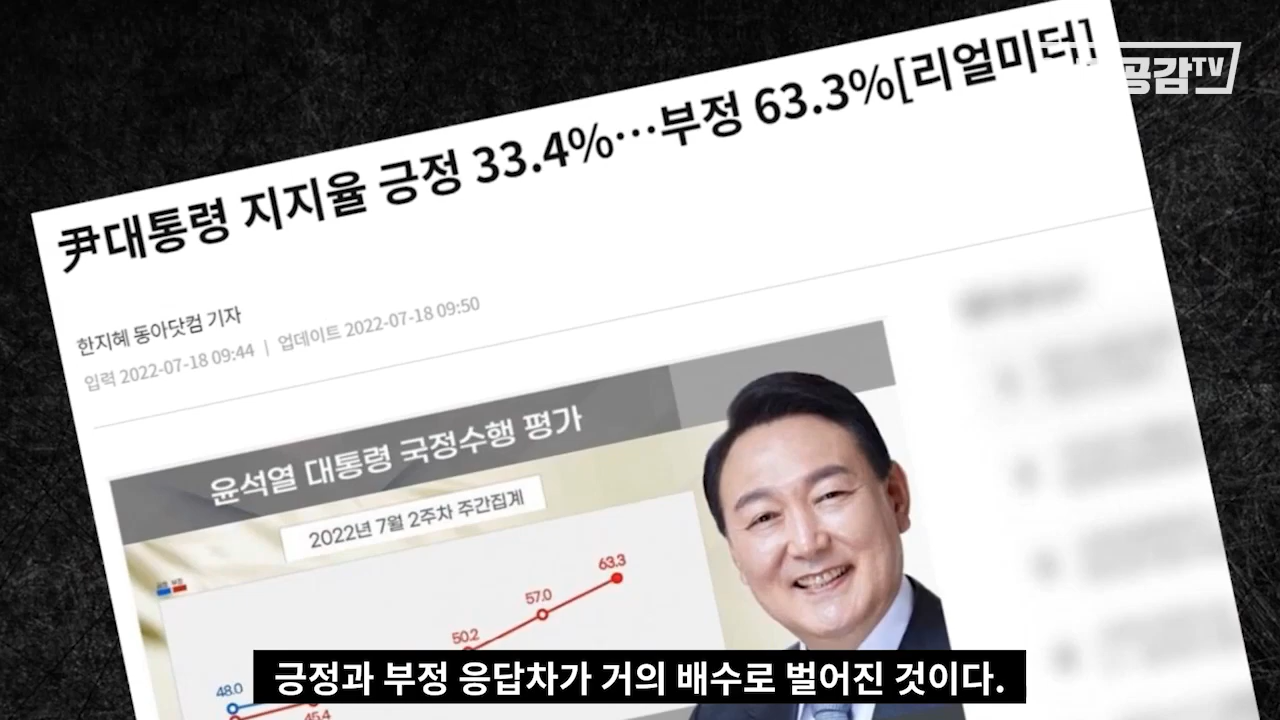 공감TV
尹대통령 지지율 긍정 33.4%…부정 63.3%[리얼미터]
한지혜 동아닷컴 기자
입력 2022-07-18 09:44 | 업데이트 2022-07-18 09:50
윤석열 대통령 국정수행 평가
2022년 7월 2주차 주간집계
63.3
57.0
50.2
48.0
45.4
긍정과 부정 응답차가 거의 배수로 벌어진 것이다.